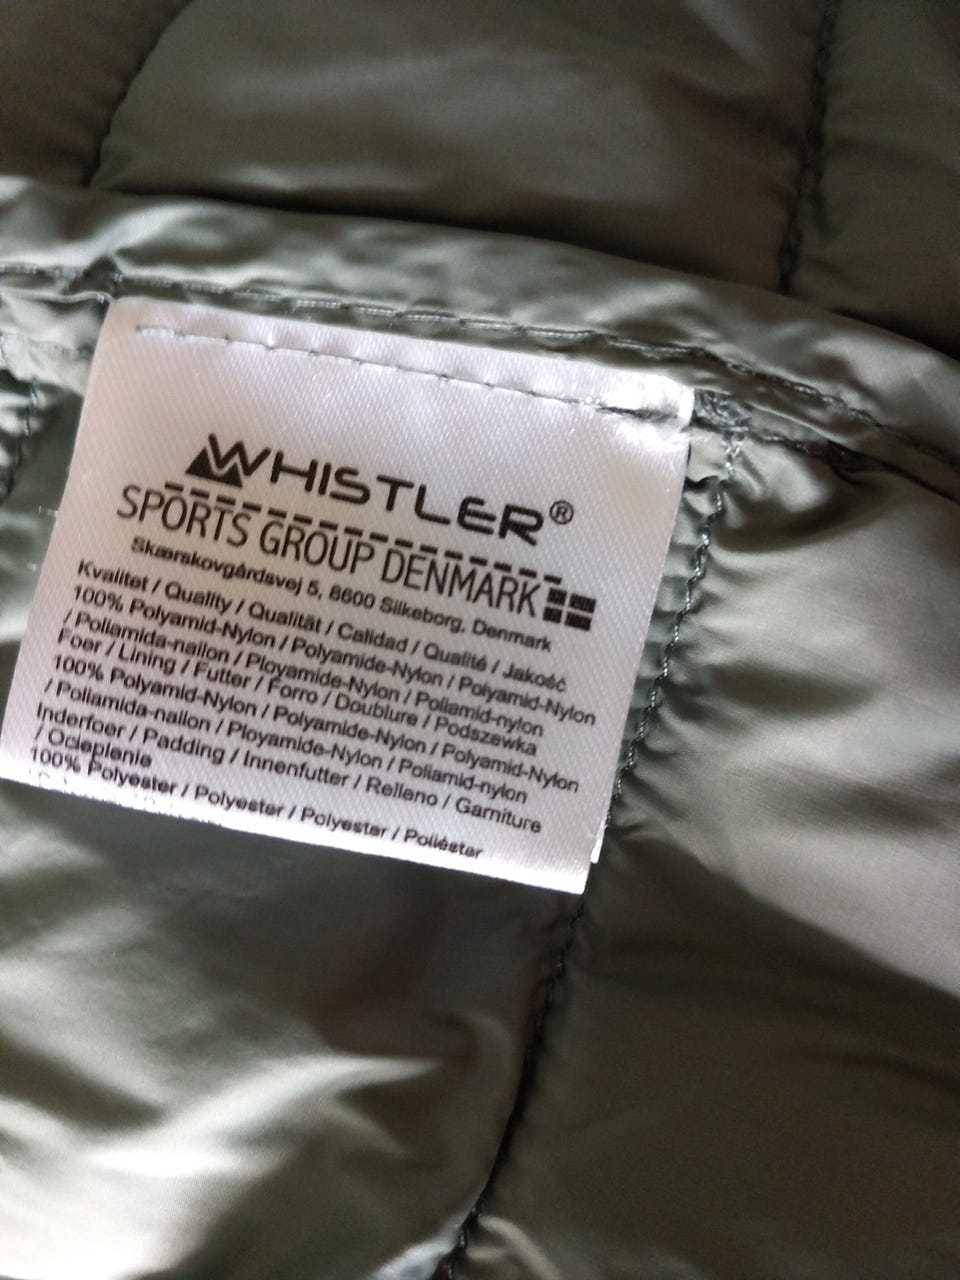 WHISTLER®
SPORTS GROUP DENMARK
Skærskovgårdsvej 5, 8600 Silkeborg, Denmark
Kvalitet / Quality / Qualität / Calidad / Qualité / Jakość
100% Polyamid-Nylon / Polyamide-Nylon / Polyamid-Nylon
/ Poliamida-nailon / Ployamide-Nylon / Poliamid-nylon
Foer / Lining / Futter / Forro / Doublure / Podszewka
100% Polyamid-Nylon / Polyamide-Nylon / Polyamid-Nylon
/ Poliamida-nailon / Ployamide-Nylon / Poliamid-nylon
Inderfoer / Padding / Innenfutter / Relleno / Garniture
/ Ocieplenie
100% Polyester / Polyester / Polyester / Poliéster